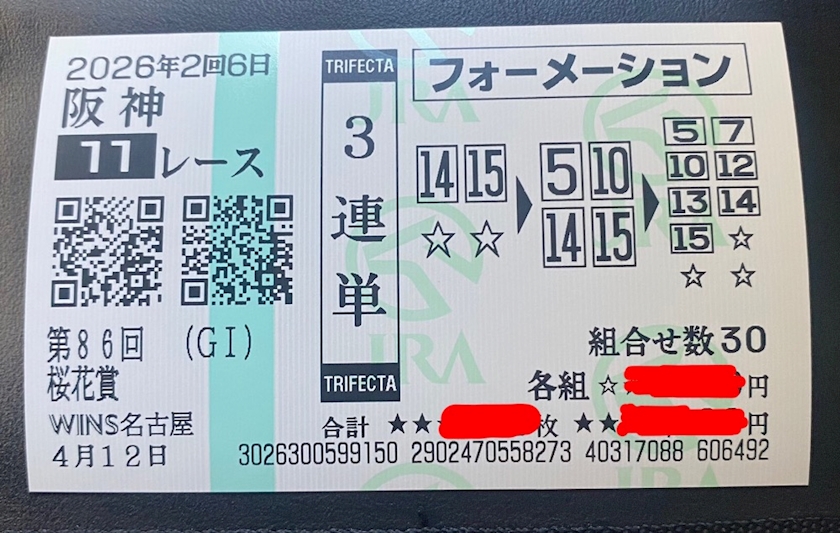 2026年2回6日
阪神
11レース
第86回 (GI)
桜花賞
WINS名古屋
4月12日
TRIFECTA
3連単
TRIFECTA
フォーメーション
14 15
☆ ☆
5 10
14 15
5 7
10 12
13 14
15 ☆
☆ ☆
JRA
JRA
JRA
組合せ数30
各組 ☆ 円
合計 ★★ 枚 ★★ 円
3026300599150 2902470558273 40317088 606492